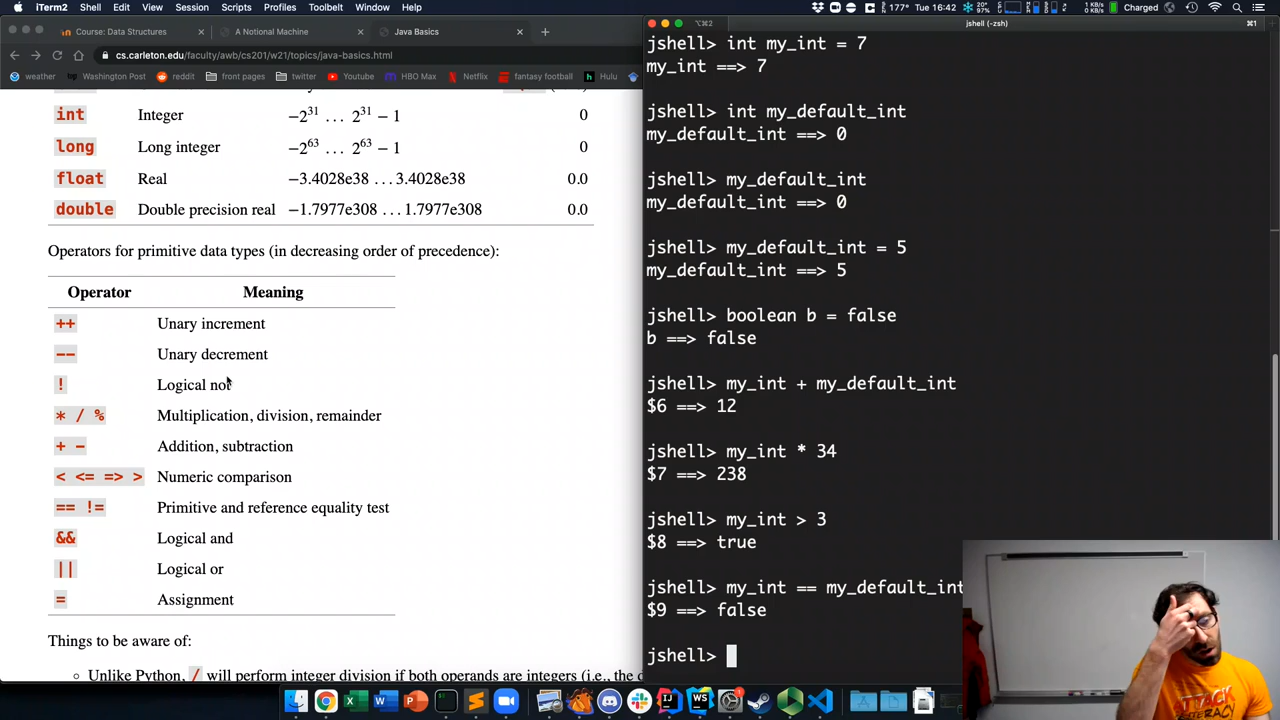 iTerm2 Shell Edit View Session Scripts Profiles Toolbelt Window Help
177° Tue 16:42 Charged
Course: Data Structures
A Notional Machine
Java Basics
cs.carleton.edu/faculty/awb/cs201/w21/topics/java-basics.html
weather Washington Post reddit front pages twitter Youtube HBO Max Netflix fantasy football Hulu
int Integer −2^31 … 2^31 − 1 0
long Long integer −2^63 … 2^63 − 1 0
float Real −3.4028e38 … 3.4028e38 0.0
double Double precision real −1.7977e308 … 1.7977e308 0.0
Operators for primitive data types (in decreasing order of precedence):
Operator Meaning
++ Unary increment
-- Unary decrement
! Logical not
* / % Multiplication, division, remainder
+ - Addition, subtraction
< <= => > Numeric comparison
== != Primitive and reference equality test
&& Logical and
|| Logical or
= Assignment
Things to be aware of:
Unlike Python, / will perform integer division if both operands are integers (i.e., the d
jshell (-zsh)
jshell> int my_int = 7
my_int ==> 7
jshell> int my_default_int
my_default_int ==> 0
jshell> my_default_int
my_default_int ==> 0
jshell> my_default_int = 5
my_default_int ==> 5
jshell> boolean b = false
b ==> false
jshell> my_int + my_default_int
$6 ==> 12
jshell> my_int * 34
$7 ==> 238
jshell> my_int > 3
$8 ==> true
jshell> my_int == my_default_int
$9 ==> false
jshell>